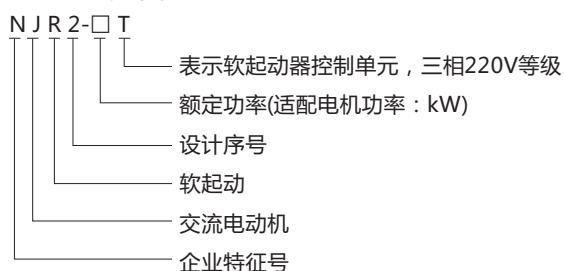 NJR2-□T
表示软起动器控制单元，三相220V等级
额定功率(适配电机功率：kW)
设计序号
软起动
交流电动机
企业特征号